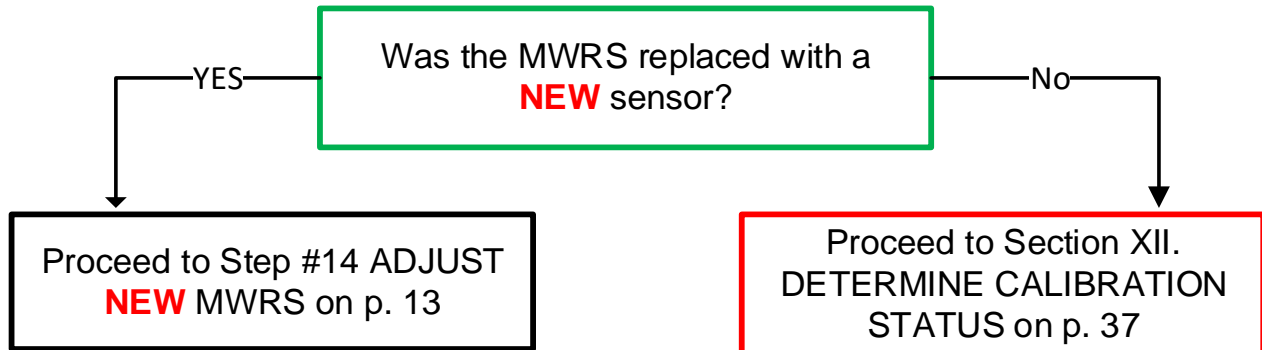 Was the MWRS replaced with a
NEW sensor?
YES
No
Proceed to Step #14 ADJUST
NEW MWRS on p. 13
Proceed to Section XII.
DETERMINE CALIBRATION
STATUS on p. 37